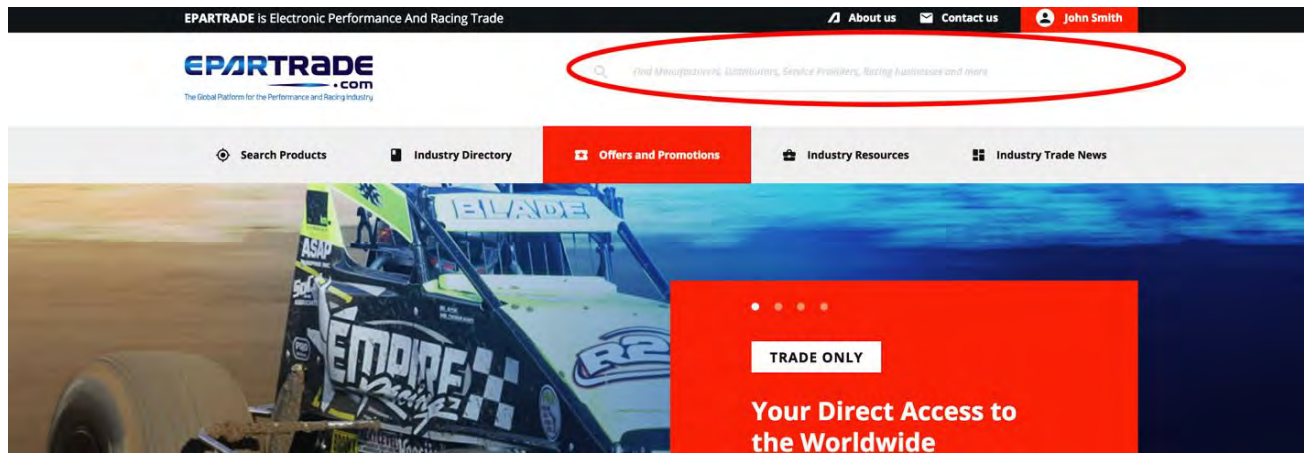 EPARTRADE is Electronic Performance And Racing Trade
About us
Contact us
John Smith
EPARTRADE
.com
The Global Platform for the Performance and Racing Industry
Find Manufacturers, Distributors, Service Providers, Racing businesses and more
Search Products
Industry Directory
Offers and Promotions
Industry Resources
Industry Trade News
BLADE
ASAP
EMPIRE
Racing
R2
TRADE ONLY
Your Direct Access to
the Worldwide